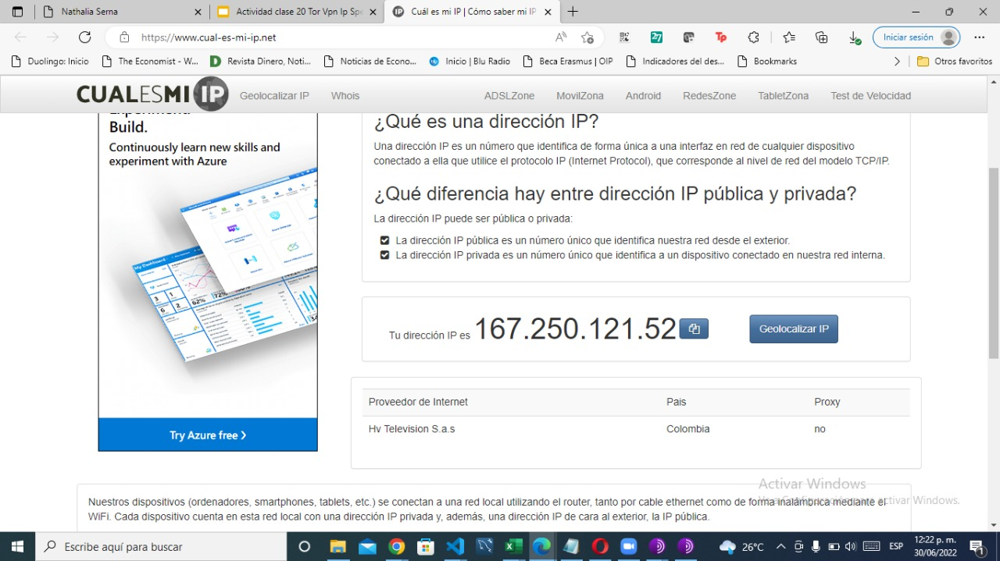 Nathalia Serna
Actividad clase 20 Tor Vpn Ip Spe
Cuál es mi IP | Cómo saber mi IP
https://www.cual-es-mi-ip.net
Iniciar sesión
Duolingo: Inicio
The Economist - W...
Revista Dinero, Noti...
Noticias de Econo...
Inicio | Blu Radio
Beca Erasmus | OIP
Indicadores del des...
Bookmarks
Otros favoritos
CUALESMI IP
Geolocalizar IP
Whois
ADSLZone
MovilZona
Android
RedesZone
TabletZona
Test de Velocidad
Build.
Continuously learn new skills and
experiment with Azure
My Dashboard
62%
72%
Try Azure free ❯
¿Qué es una dirección IP?
Una dirección IP es un número que identifica de forma única a una interfaz en red de cualquier dispositivo
conectado a ella que utilice el protocolo IP (Internet Protocol), que corresponde al nivel de red del modelo TCP/IP.
¿Qué diferencia hay entre dirección IP pública y privada?
La dirección IP puede ser pública o privada:
La dirección IP pública es un número único que identifica nuestra red desde el exterior.
La dirección IP privada es un número único que identifica a un dispositivo conectado en nuestra red interna.
Tu dirección IP es 167.250.121.52
Geolocalizar IP
Proveedor de Internet Pais Proxy
Hv Television S.a.s Colombia no
Activar Windows
Ve a Configuración para activar Windows.
Nuestros dispositivos (ordenadores, smartphones, tablets, etc.) se conectan a una red local utilizando el router, tanto por cable ethernet como de forma inalámbrica mediante el
WiFi. Cada dispositivo cuenta en esta red local con una dirección IP privada y, además, una dirección IP de cara al exterior, la IP pública.
Escribe aquí para buscar
26°C
ESP
12:22 p. m.
30/06/2022